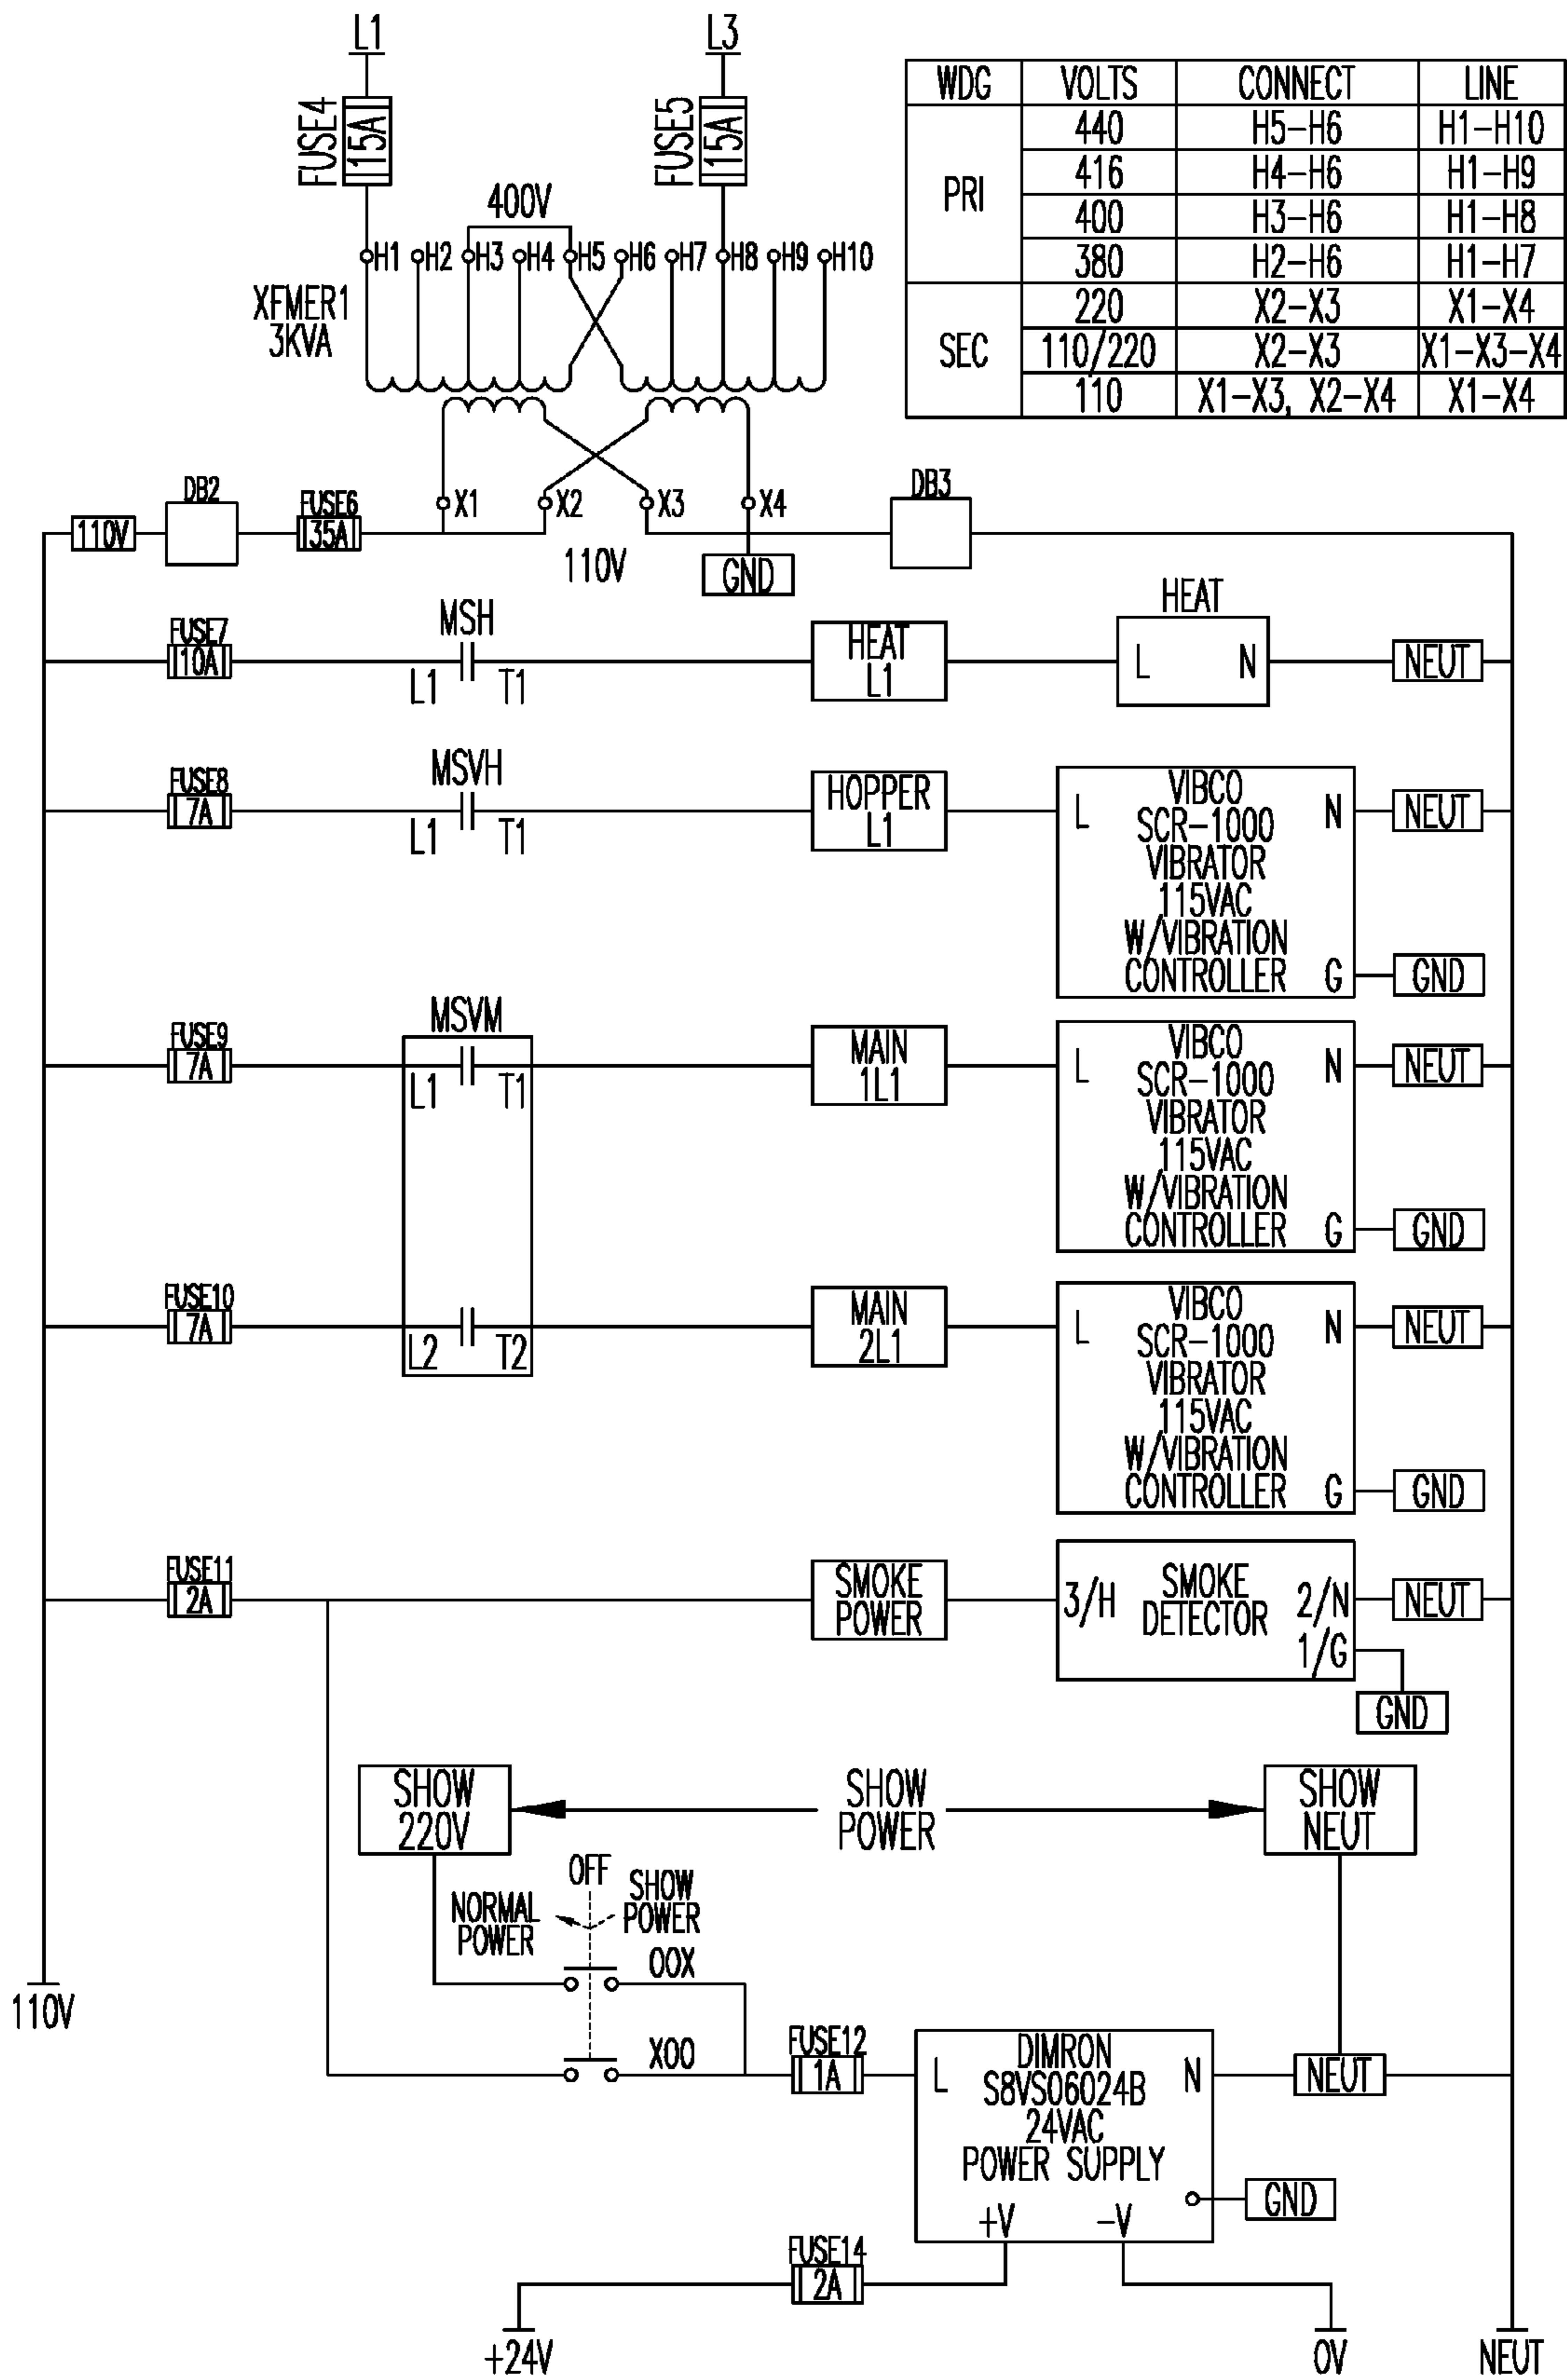 L1
L3
FUSE4
15A
FUSE5
15A
400V
H1 H2 H3 H4 H5 H6 H7 H8 H9 H10
XFMER1
3KVA
WDG VOLTS CONNECT LINE
PRI
440 H5-H6 H1-H10
416 H4-H6 H1-H9
400 H3-H6 H1-H8
380 H2-H6 H1-H7
SEC
220 X2-X3 X1-X4
110/220 X2-X3 X1-X3-X4
110 X1-X3, X2-X4 X1-X4
X1 X2 X3 X4
110V
DB2
FUSE6
35A
110V
GND
DB3
FUSE7
10A
MSH
L1 T1
HEAT
L1
HEAT
L N
NEUT
FUSE8
7A
MSVH
L1 T1
HOPPER
L1
L
VIBCO
SCR-1000
VIBRATOR
115VAC
W/VIBRATION
CONTROLLER
N
G
NEUT
GND
FUSE9
7A
MSVM
L1 T1
MAIN
1L1
L
VIBCO
SCR-1000
VIBRATOR
115VAC
W/VIBRATION
CONTROLLER
N
G
NEUT
GND
FUSE10
7A
L2 T2
MAIN
2L1
L
VIBCO
SCR-1000
VIBRATOR
115VAC
W/VIBRATION
CONTROLLER
N
G
NEUT
GND
FUSE11
2A
SMOKE
POWER
3/H
SMOKE
DETECTOR
2/N
1/G
NEUT
GND
SHOW
220V
SHOW
POWER
SHOW
NEUT
OFF
NORMAL
POWER
SHOW
POWER
00X
X00
110V
FUSE12
1A
L
DIMRON
S8VS06024B
24VAC
POWER SUPPLY
N
+V -V
NEUT
GND
FUSE14
2A
+24V
0V
NEUT